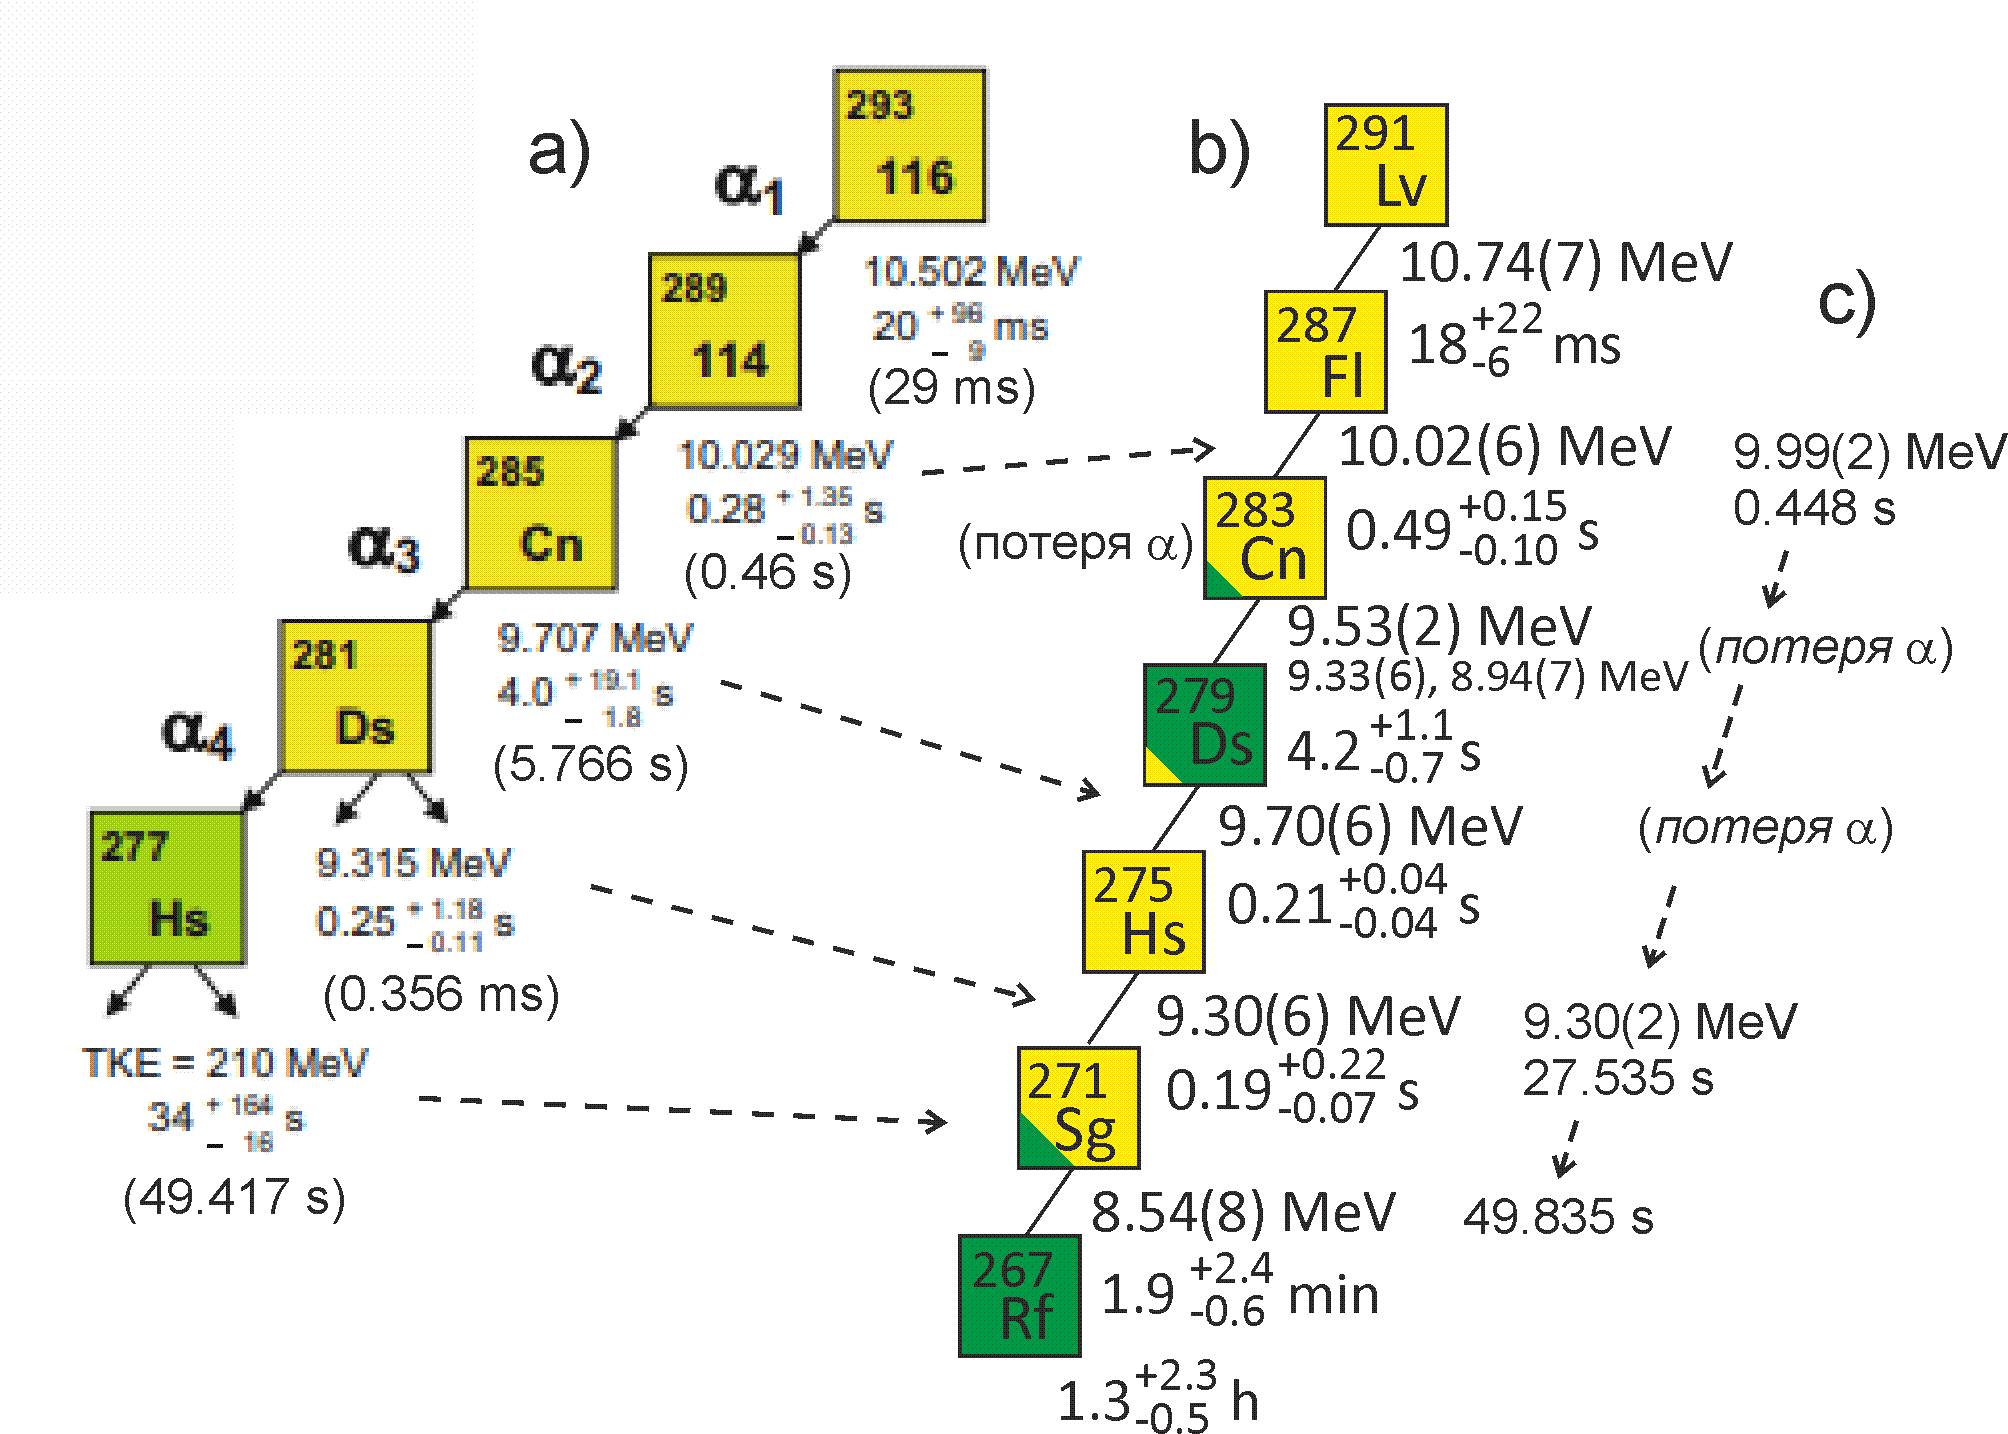 a)
293
116
α1
10.502 MeV
20 +96 −9 ms
(29 ms)
289
114
α2
10.029 MeV
0.28 +1.35 −0.13 s
(0.46 s)
285
Cn
α3
9.707 MeV
4.0 +19.1 −1.8 s
(5.766 s)
281
Ds
α4
9.315 MeV
0.25 +1.18 −0.11 s
(0.356 ms)
277
Hs
TKE = 210 MeV
34 +164 −16 s
(49.417 s)
b)
291
Lv
10.74(7) MeV
18 +22 -6 ms
287
Fl
10.02(6) MeV
0.49 +0.15 -0.10 s
(потеря α)
283
Cn
9.53(2) MeV
9.33(6), 8.94(7) MeV
4.2 +1.1 -0.7 s
279
Ds
9.70(6) MeV
0.21 +0.04 -0.04 s
275
Hs
9.30(6) MeV
0.19 +0.22 -0.07 s
271
Sg
8.54(8) MeV
1.9 +2.4 -0.6 min
267
Rf
1.3 +2.3 -0.5 h
c)
9.99(2) MeV
0.448 s
(потеря α)
(потеря α)
9.30(2) MeV
27.535 s
49.835 s